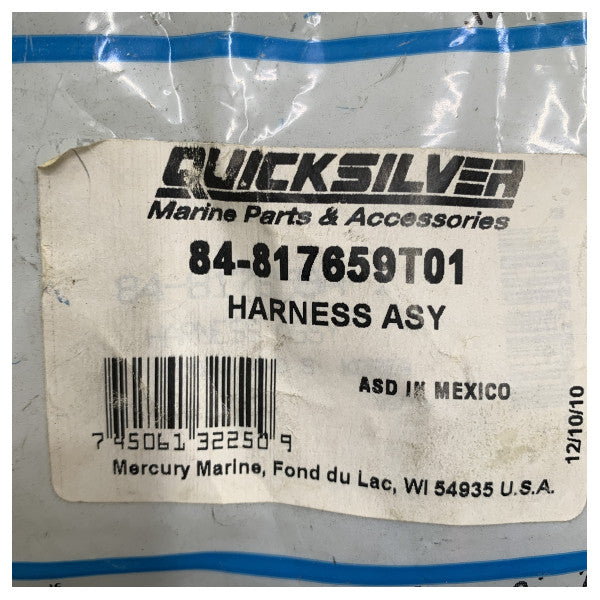 QUICKSILVER
Marine Parts & Accessories
84-817659T01
HARNESS ASY
ASD IN MEXICO
7 45061 32250 9
12/10/10
Mercury Marine, Fond du Lac, WI 54935 U.S.A.